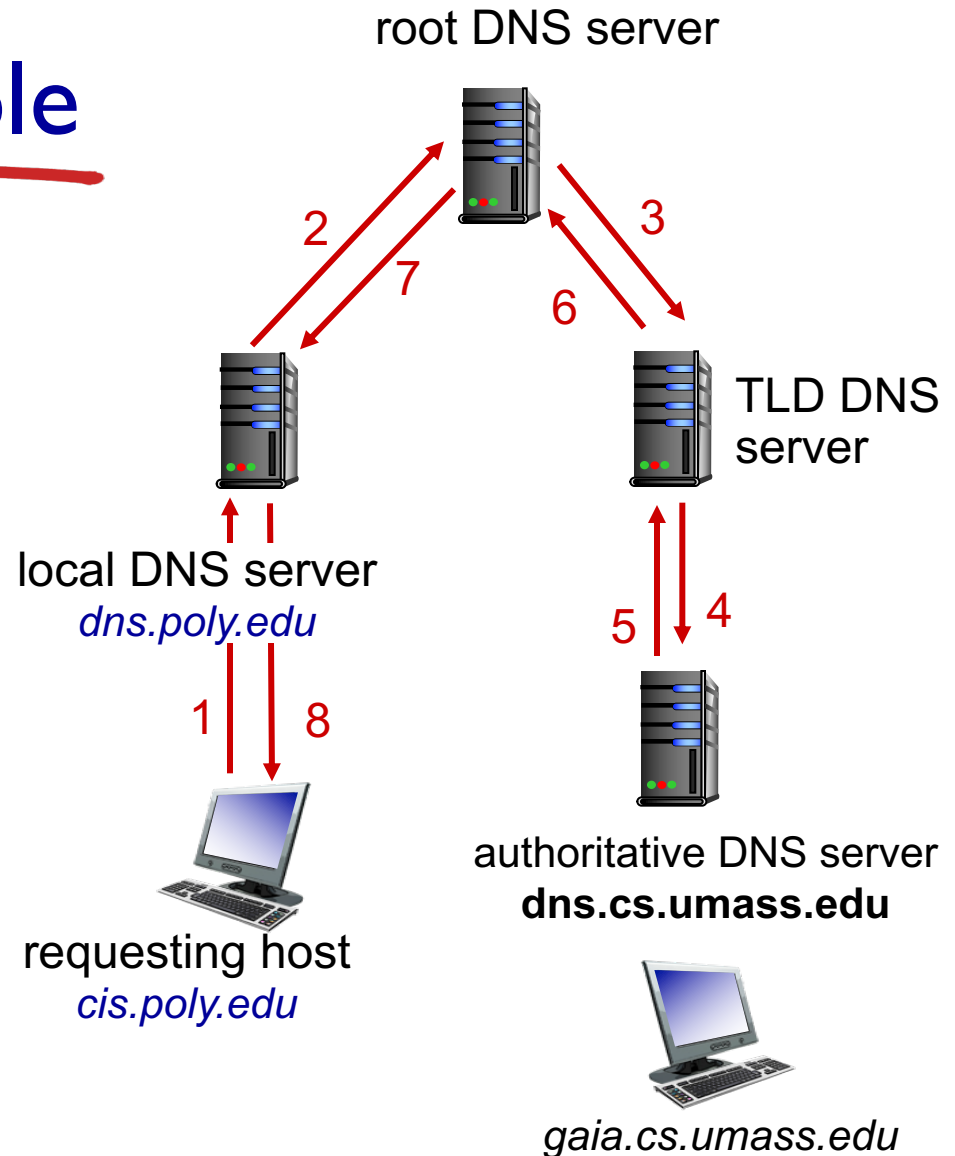 root DNS server
2
3
7
6
TLD DNS
server
local DNS server
dns.poly.edu
5
4
1
8
authoritative DNS server
dns.cs.umass.edu
requesting host
cis.poly.edu
gaia.cs.umass.edu